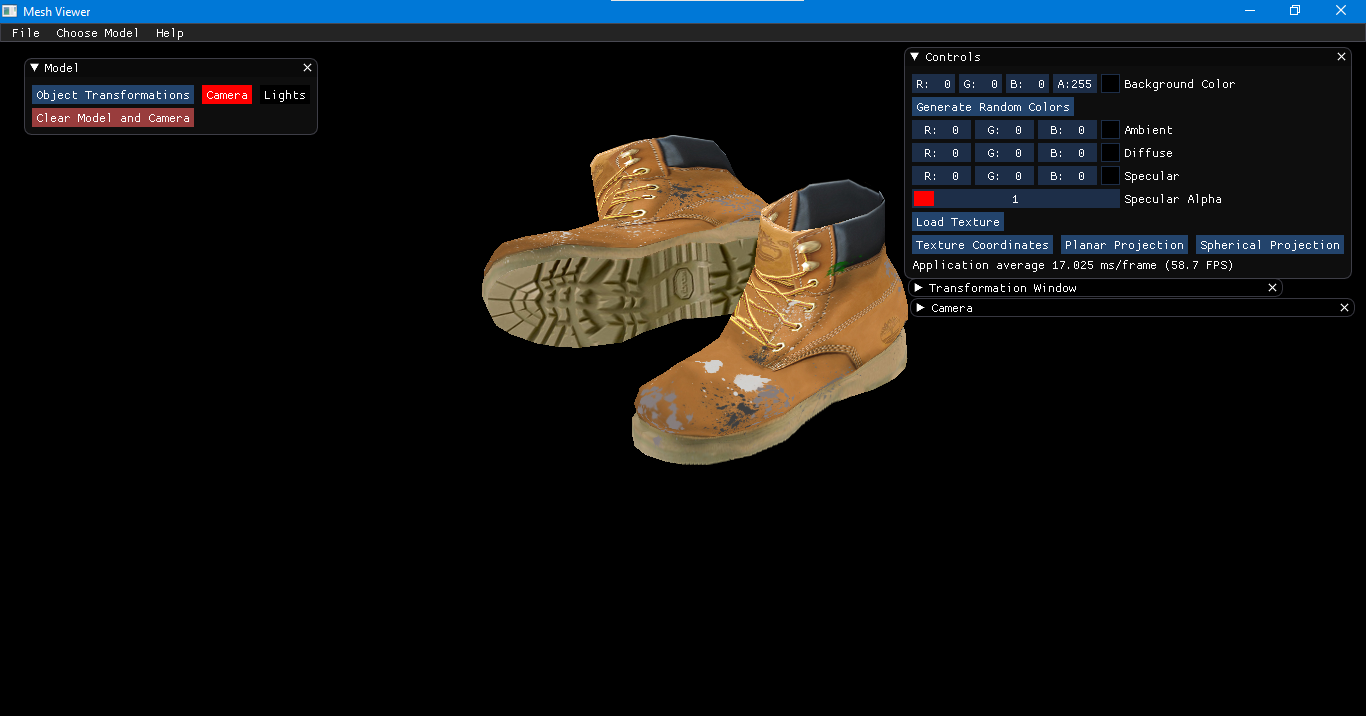 Mesh Viewer
File Choose Model Help
Model
Object Transformations Camera Lights
Clear Model and Camera
Controls
R: 0 G: 0 B: 0 A:255 Background Color
Generate Random Colors
R: 0 G: 0 B: 0 Ambient
R: 0 G: 0 B: 0 Diffuse
R: 0 G: 0 B: 0 Specular
1 Specular Alpha
Load Texture
Texture Coordinates Planar Projection Spherical Projection
Application average 17.025 ms/frame (58.7 FPS)
Transformation Window
Camera